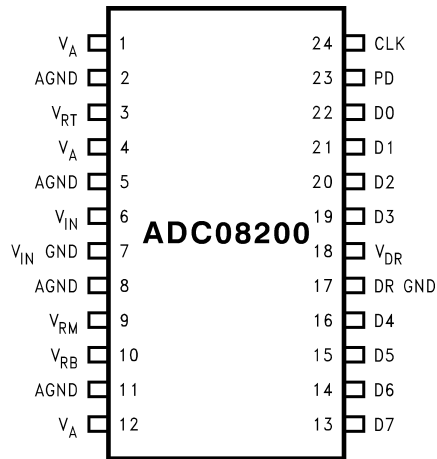 V_A 1 24 CLK
AGND 2 23 PD
V_RT 3 22 D0
V_A 4 21 D1
AGND 5 20 D2
V_IN 6 19 D3
ADC08200
V_IN GND 7 18 V_DR
AGND 8 17 DR GND
V_RM 9 16 D4
V_RB 10 15 D5
AGND 11 14 D6
V_A 12 13 D7